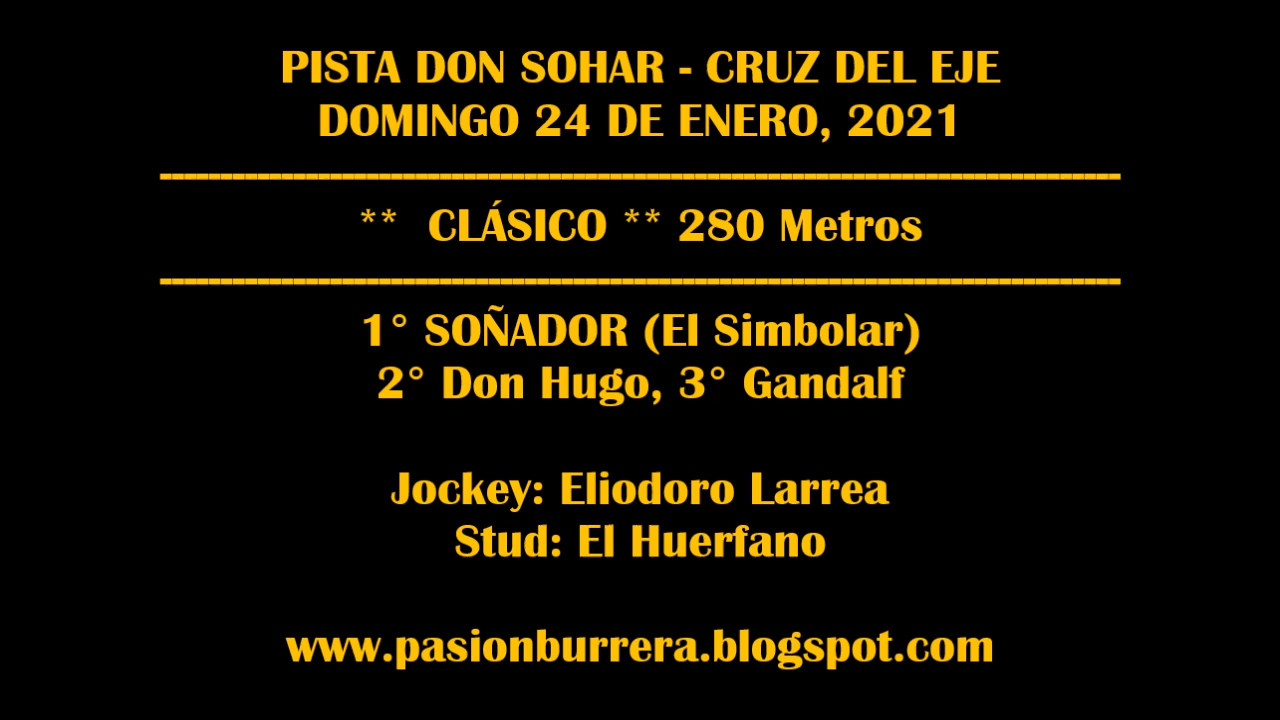 PISTA DON SOHAR - CRUZ DEL EJE
DOMINGO 24 DE ENERO, 2021
** CLÁSICO ** 280 Metros
1° SOÑADOR (El Simbolar)
2° Don Hugo, 3° Gandalf
Jockey: Eliodoro Larrea
Stud: El Huerfano
www.pasionburrera.blogspot.com